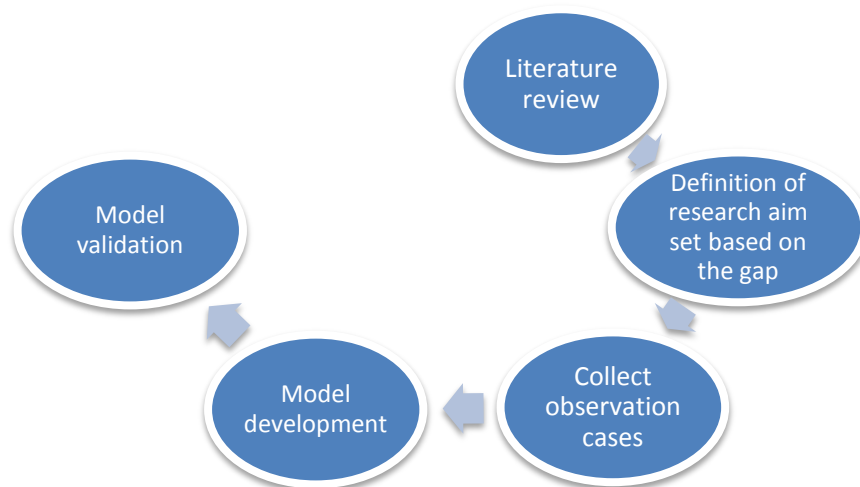 Literature
review
Definition of
research aim
set based on
the gap
Collect
observation
cases
Model
development
Model
validation